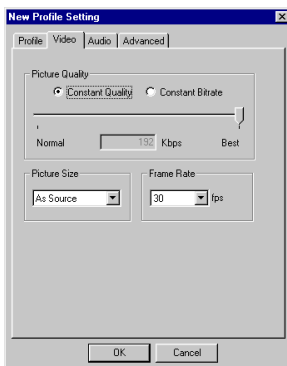 New Profile Setting
Profile Video Audio Advanced
Picture Quality
Constant Quality Constant Bitrate
Normal 192 Kbps Best
Picture Size Frame Rate
As Source 30 fps
OK Cancel